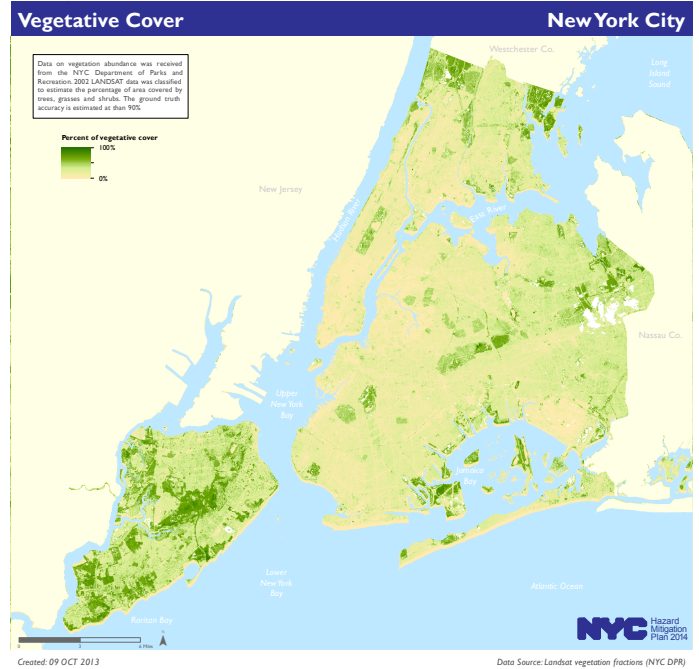 Vegetative Cover
New York City
Data on vegetation abundance was received
from the NYC Department of Parks and
Recreation. 2002 LANDSAT data was classified
to estimate the percentage of area covered by
trees, grasses and shrubs. The ground truth
accuracy is estimated at than 90%
Percent of vegetative cover
100%
0%
Westchester Co.
Long
Island
Sound
New Jersey
Hudson River
East River
Nassau Co.
Upper
New York
Bay
Jamaica
Bay
Lower
New York
Bay
Atlantic Ocean
Raritan Bay
0 3 6 Miles
N
NYC
Hazard
Mitigation
Plan 2014
Created: 09 OCT 2013
Data Source: Landsat vegetation fractions (NYC DPR)